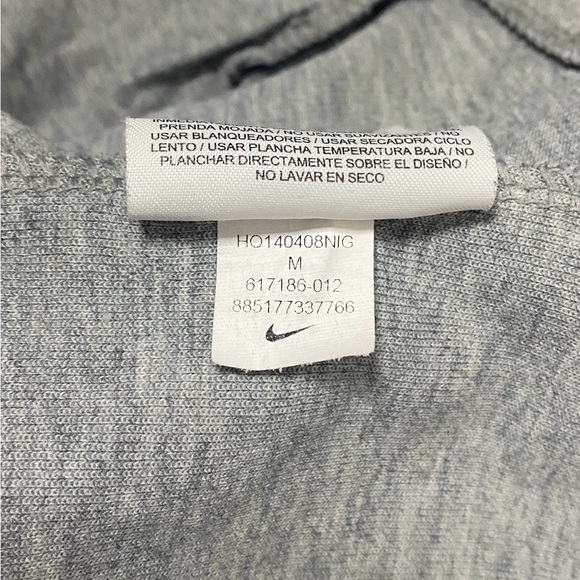 PRENDA MOJADA / NO USAR SUAVIZANTES / NO
USAR BLANQUEADORES / USAR SECADORA CICLO
LENTO / USAR PLANCHA TEMPERATURA BAJA / NO
PLANCHAR DIRECTAMENTE SOBRE EL DISEÑO /
NO LAVAR EN SECO
HO140408NIG
M
617186-012
885177337766